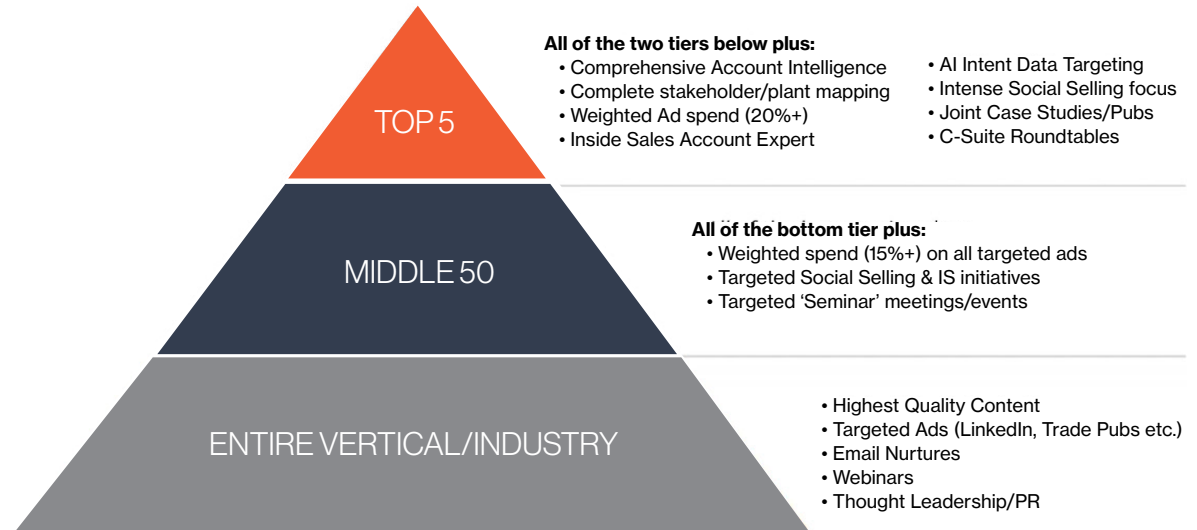 TOP 5
All of the two tiers below plus:
• Comprehensive Account Intelligence
• Complete stakeholder/plant mapping
• Weighted Ad spend (20%+)
• Inside Sales Account Expert
• AI Intent Data Targeting
• Intense Social Selling focus
• Joint Case Studies/Pubs
• C-Suite Roundtables
MIDDLE 50
All of the bottom tier plus:
• Weighted spend (15%+) on all targeted ads
• Targeted Social Selling & IS initiatives
• Targeted ‘Seminar’ meetings/events
ENTIRE VERTICAL/INDUSTRY
• Highest Quality Content
• Targeted Ads (LinkedIn, Trade Pubs etc.)
• Email Nurtures
• Webinars
• Thought Leadership/PR